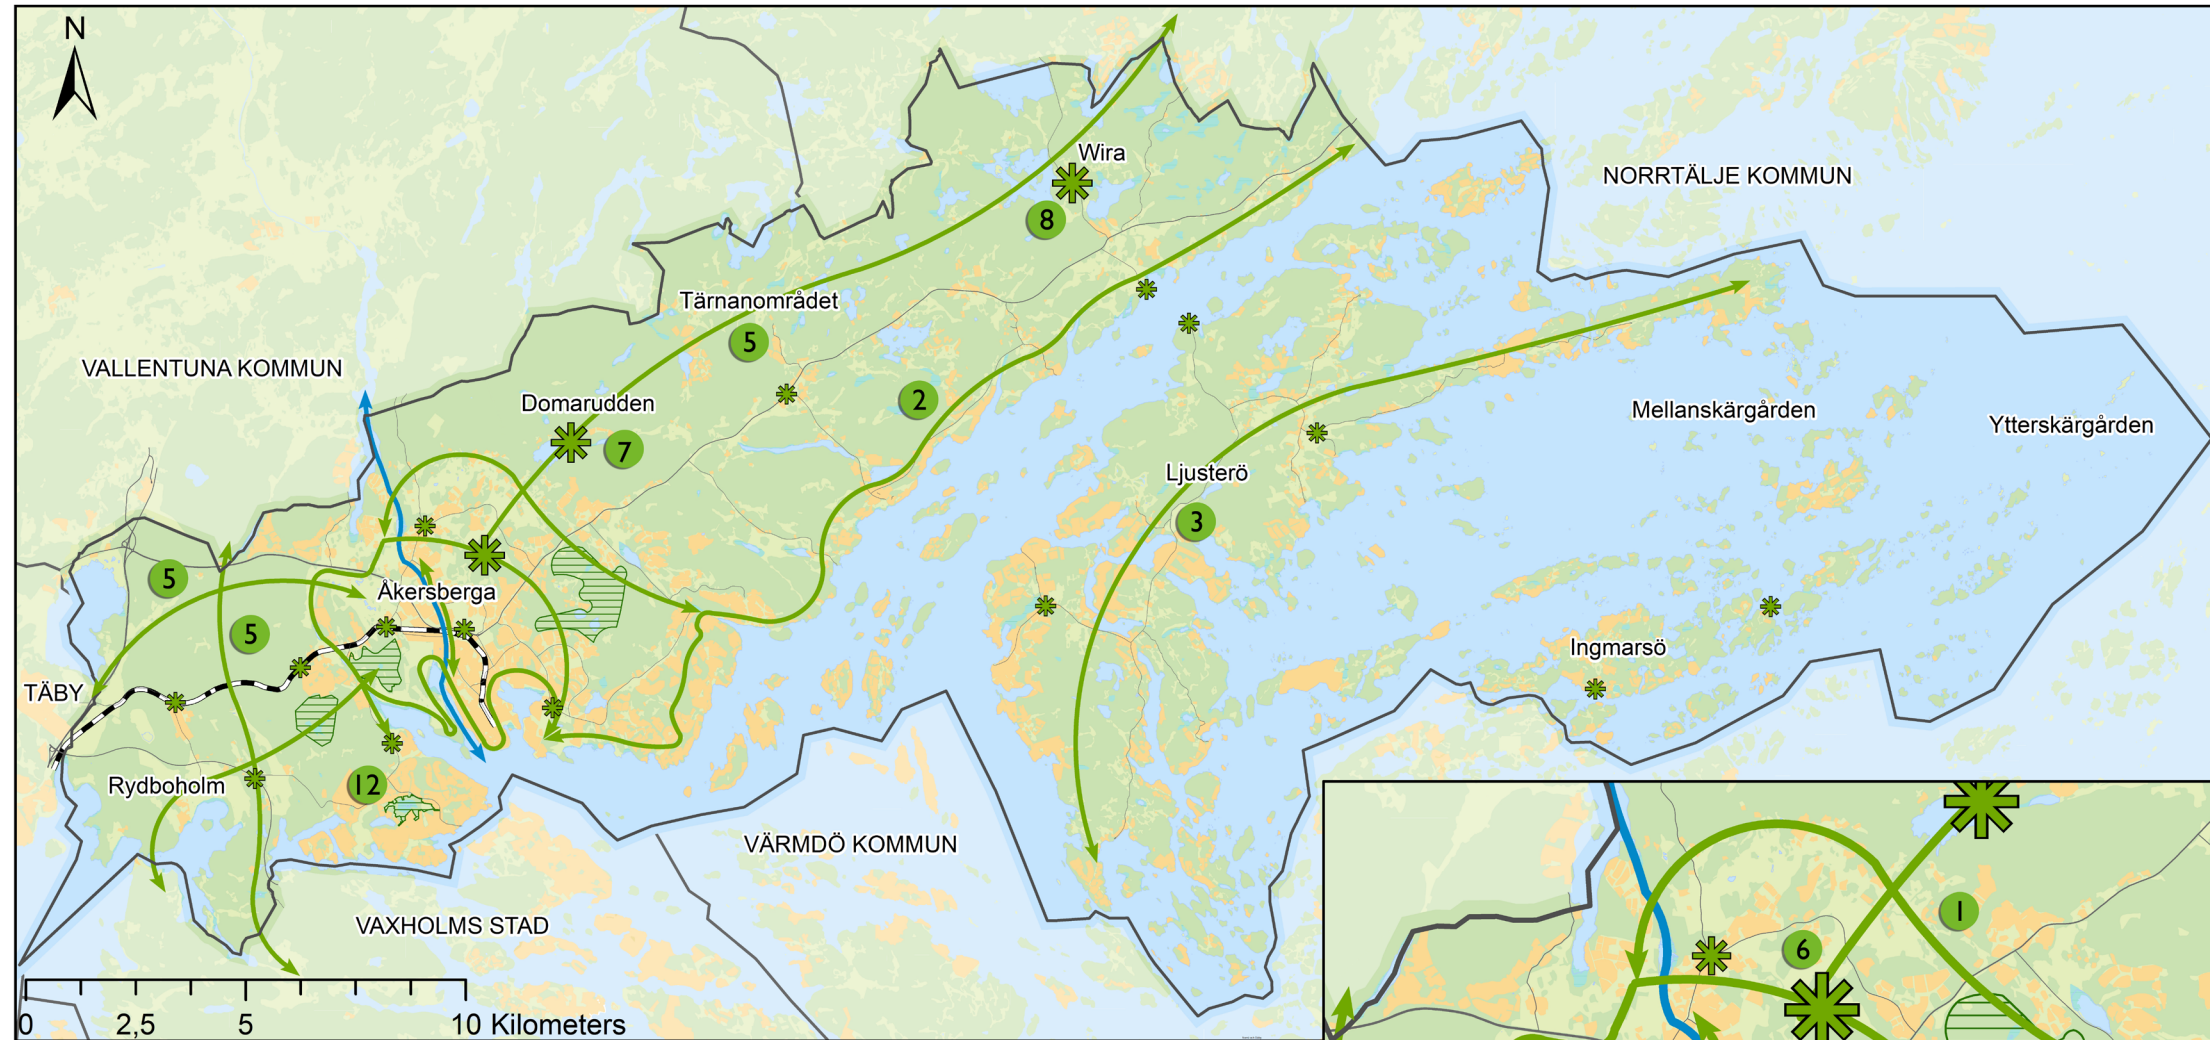 N
Wira
8
NORRTÄLJE KOMMUN
Tärnanområdet
5
VALLENTUNA KOMMUN
Domarudden
7
2
Mellanskärgården
Ytterskärgården
Ljusterö
3
5
Åkersberga
5
Ingmarsö
TÄBY
Rydboholm
12
VÄRMDÖ KOMMUN
VAXHOLMS STAD
1
6
0 2,5 5 10 Kilometers